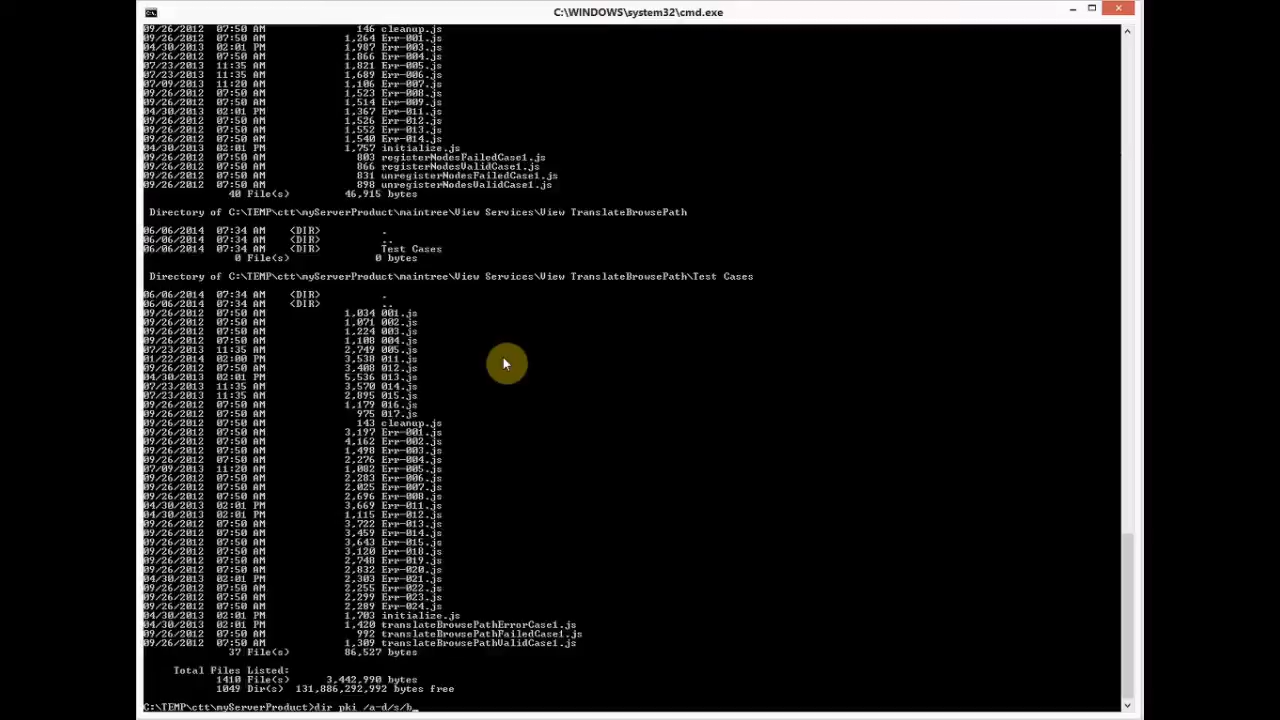 C:\WINDOWS\system32\cmd.exe
09/26/2012 07:50 AM 146 cleanup.js
09/26/2012 07:50 AM 1,264 Err-001.js
04/30/2013 02:01 PM 1,987 Err-003.js
09/26/2012 07:50 AM 1,866 Err-004.js
07/23/2013 11:35 AM 1,821 Err-005.js
07/23/2013 11:35 AM 1,689 Err-006.js
07/09/2013 11:20 AM 1,106 Err-007.js
09/26/2012 07:50 AM 1,523 Err-008.js
09/26/2012 07:50 AM 1,514 Err-009.js
04/30/2013 02:01 PM 1,367 Err-011.js
09/26/2012 07:50 AM 1,526 Err-012.js
09/26/2012 07:50 AM 1,552 Err-013.js
09/26/2012 07:50 AM 1,540 Err-014.js
04/30/2013 02:01 PM 1,757 initialize.js
09/26/2012 07:50 AM 803 registerNodesFailedCase1.js
09/26/2012 07:50 AM 866 registerNodesValidCase1.js
09/26/2012 07:50 AM 831 unregisterNodesFailedCase1.js
09/26/2012 07:50 AM 898 unregisterNodesValidCase1.js
40 File(s) 46,915 bytes
Directory of C:\TEMP\ctt\myServerProduct\maintree\View Services\View TranslateBrowsePath
06/06/2014 07:34 AM <DIR> .
06/06/2014 07:34 AM <DIR> ..
06/06/2014 07:34 AM <DIR> Test Cases
0 File(s) 0 bytes
Directory of C:\TEMP\ctt\myServerProduct\maintree\View Services\View TranslateBrowsePath\Test Cases
06/06/2014 07:34 AM <DIR> .
06/06/2014 07:34 AM <DIR> ..
09/26/2012 07:50 AM 1,034 001.js
09/26/2012 07:50 AM 1,071 002.js
09/26/2012 07:50 AM 1,224 003.js
09/26/2012 07:50 AM 1,108 004.js
07/23/2013 11:35 AM 2,749 005.js
01/22/2014 02:00 PM 3,538 011.js
09/26/2012 07:50 AM 3,408 012.js
04/30/2013 02:01 PM 5,536 013.js
07/23/2013 11:35 AM 3,570 014.js
07/23/2013 11:35 AM 2,895 015.js
09/26/2012 07:50 AM 1,179 016.js
09/26/2012 07:50 AM 975 017.js
09/26/2012 07:50 AM 143 cleanup.js
09/26/2012 07:50 AM 3,197 Err-001.js
09/26/2012 07:50 AM 4,162 Err-002.js
09/26/2012 07:50 AM 1,498 Err-003.js
09/26/2012 07:50 AM 2,276 Err-004.js
07/09/2013 11:20 AM 1,082 Err-005.js
09/26/2012 07:50 AM 2,283 Err-006.js
09/26/2012 07:50 AM 2,025 Err-007.js
09/26/2012 07:50 AM 2,696 Err-008.js
04/30/2013 02:01 PM 3,669 Err-011.js
04/30/2013 02:01 PM 1,115 Err-012.js
09/26/2012 07:50 AM 3,722 Err-013.js
09/26/2012 07:50 AM 3,459 Err-014.js
09/26/2012 07:50 AM 3,643 Err-015.js
09/26/2012 07:50 AM 3,120 Err-018.js
09/26/2012 07:50 AM 2,748 Err-019.js
09/26/2012 07:50 AM 2,832 Err-020.js
04/30/2013 02:01 PM 2,303 Err-021.js
09/26/2012 07:50 AM 2,255 Err-022.js
09/26/2012 07:50 AM 2,299 Err-023.js
09/26/2012 07:50 AM 2,289 Err-024.js
04/30/2013 02:01 PM 1,703 initialize.js
04/30/2013 02:01 PM 1,420 translateBrowsePathErrorCase1.js
09/26/2012 07:50 AM 992 translateBrowsePathFailedCase1.js
09/26/2012 07:50 AM 1,309 translateBrowsePathValidCase1.js
37 File(s) 86,527 bytes
Total Files Listed:
1410 File(s) 3,442,990 bytes
1049 Dir(s) 131,886,292,992 bytes free
C:\TEMP\ctt\myServerProduct>dir pki /a-d/s/b_